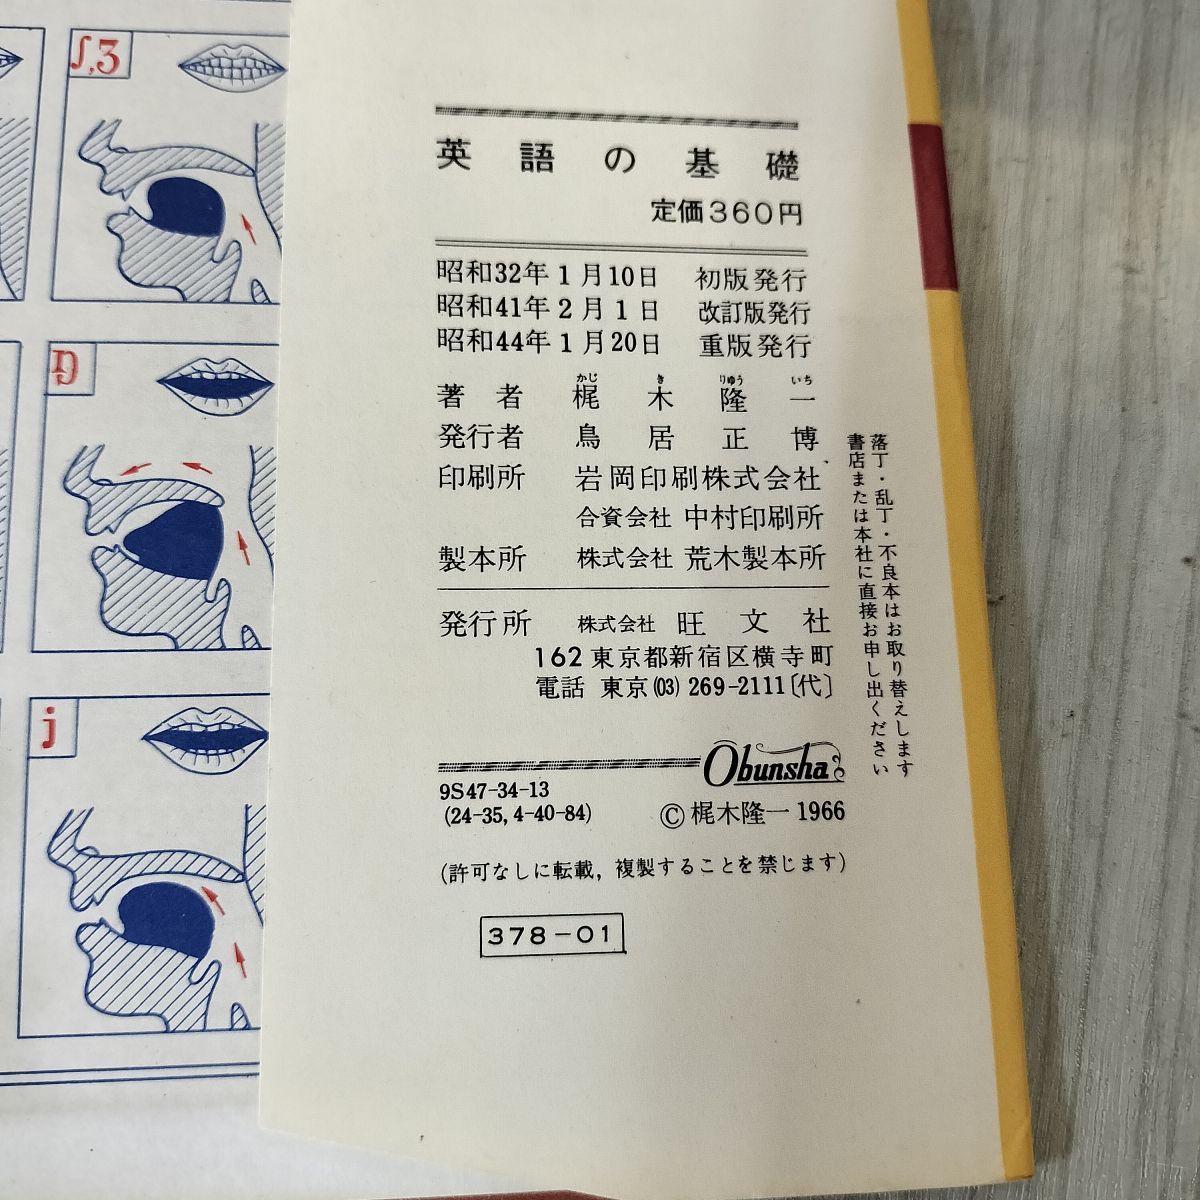 ʃ,ʒ
ŋ
j
英語の基礎
定価360円
昭和32年1月10日 初版発行
昭和41年2月1日 改訂版発行
昭和44年1月20日 重版発行
かじ き りゅう いち
著者 梶木隆一
発行者 鳥居正博
印刷所 岩岡印刷株式会社
合資会社 中村印刷所
製本所 株式会社 荒木製本所
発行所 株式会社 旺文社
162 東京都新宿区横寺町
電話 東京(03)269-2111〔代〕
Obunsha
9S47-34-13
(24-35, 4-40-84)
© 梶木隆一 1966
(許可なしに転載，複製することを禁じます)
378-01
落丁・乱丁・不良本はお取り替えします
書店または本社に直接お申し出ください